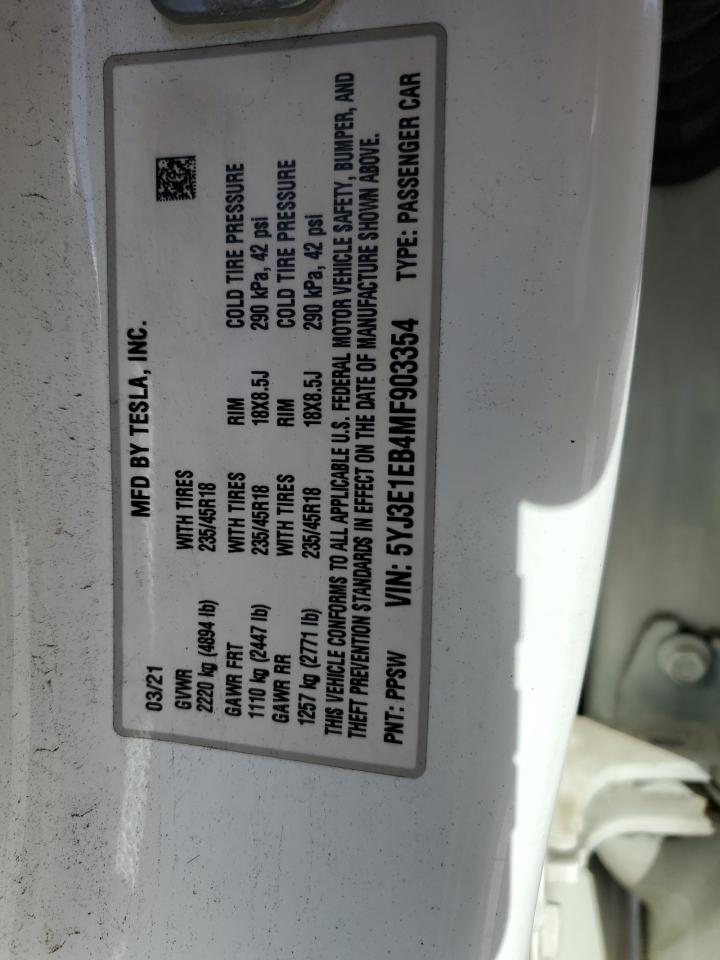 03/21 MFD BY TESLA, INC.
GVWR WITH TIRES
2220 kg (4894 lb) 235/45R18
GAWR FRT WITH TIRES RIM COLD TIRE PRESSURE
1110 kg (2447 lb) 235/45R18 18X8.5J 290 kPa, 42 psi
GAWR RR WITH TIRES RIM COLD TIRE PRESSURE
1257 kg (2771 lb) 235/45R18 18X8.5J 290 kPa, 42 psi
THIS VEHICLE CONFORMS TO ALL APPLICABLE U.S. FEDERAL MOTOR VEHICLE SAFETY, BUMPER, AND
THEFT PREVENTION STANDARDS IN EFFECT ON THE DATE OF MANUFACTURE SHOWN ABOVE.
PNT: PPSW VIN: 5YJ3E1EB4MF903354 TYPE: PASSENGER CAR